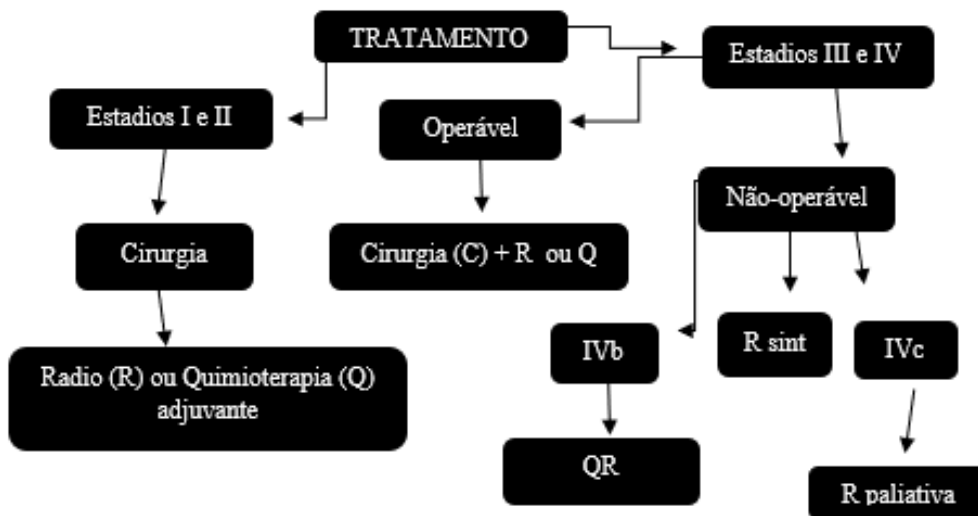 TRATAMENTO
Estadios III e IV
Estadios I e II
Operável
Não-operável
Cirurgia
Cirurgia (C) + R ou Q
IVb
R sint
IVc
Radio (R) ou Quimioterapia (Q)
adjuvante
QR
R paliativa